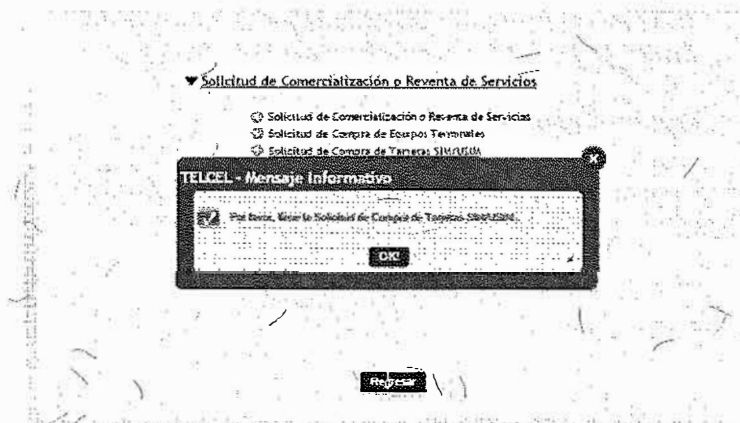 Solicitud de Comercialización o Reventa de Servicios
Solicitud de Comercialización o Reventa de Servicios
Solicitud de Compra de Equipos Terminales
Solicitud de Compra de Tarjetas SIM/USIM
x
TELCEL - Mensaje Informativo
Por favor, llene la Solicitud de Compra de Tarjetas SIM/USIM
OK!
Regresar